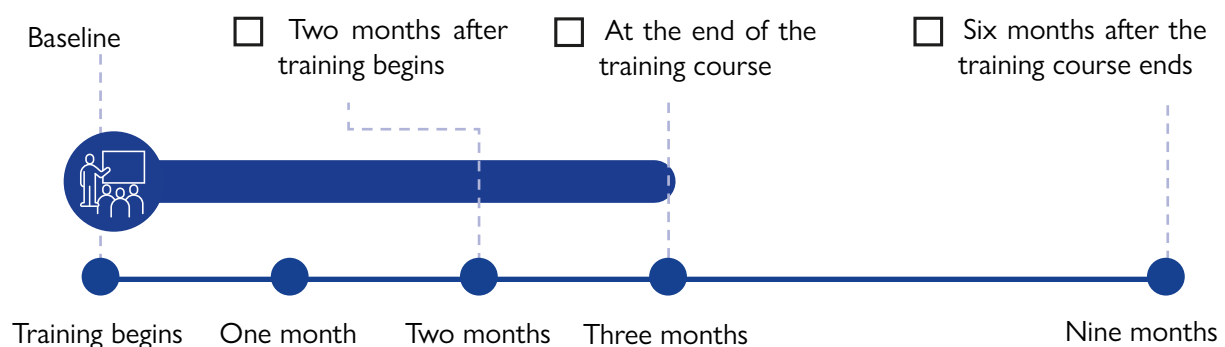 Baseline
Two months after
training begins
At the end of the
training course
Six months after the
training course ends
Training begins
One month
Two months
Three months
Nine months